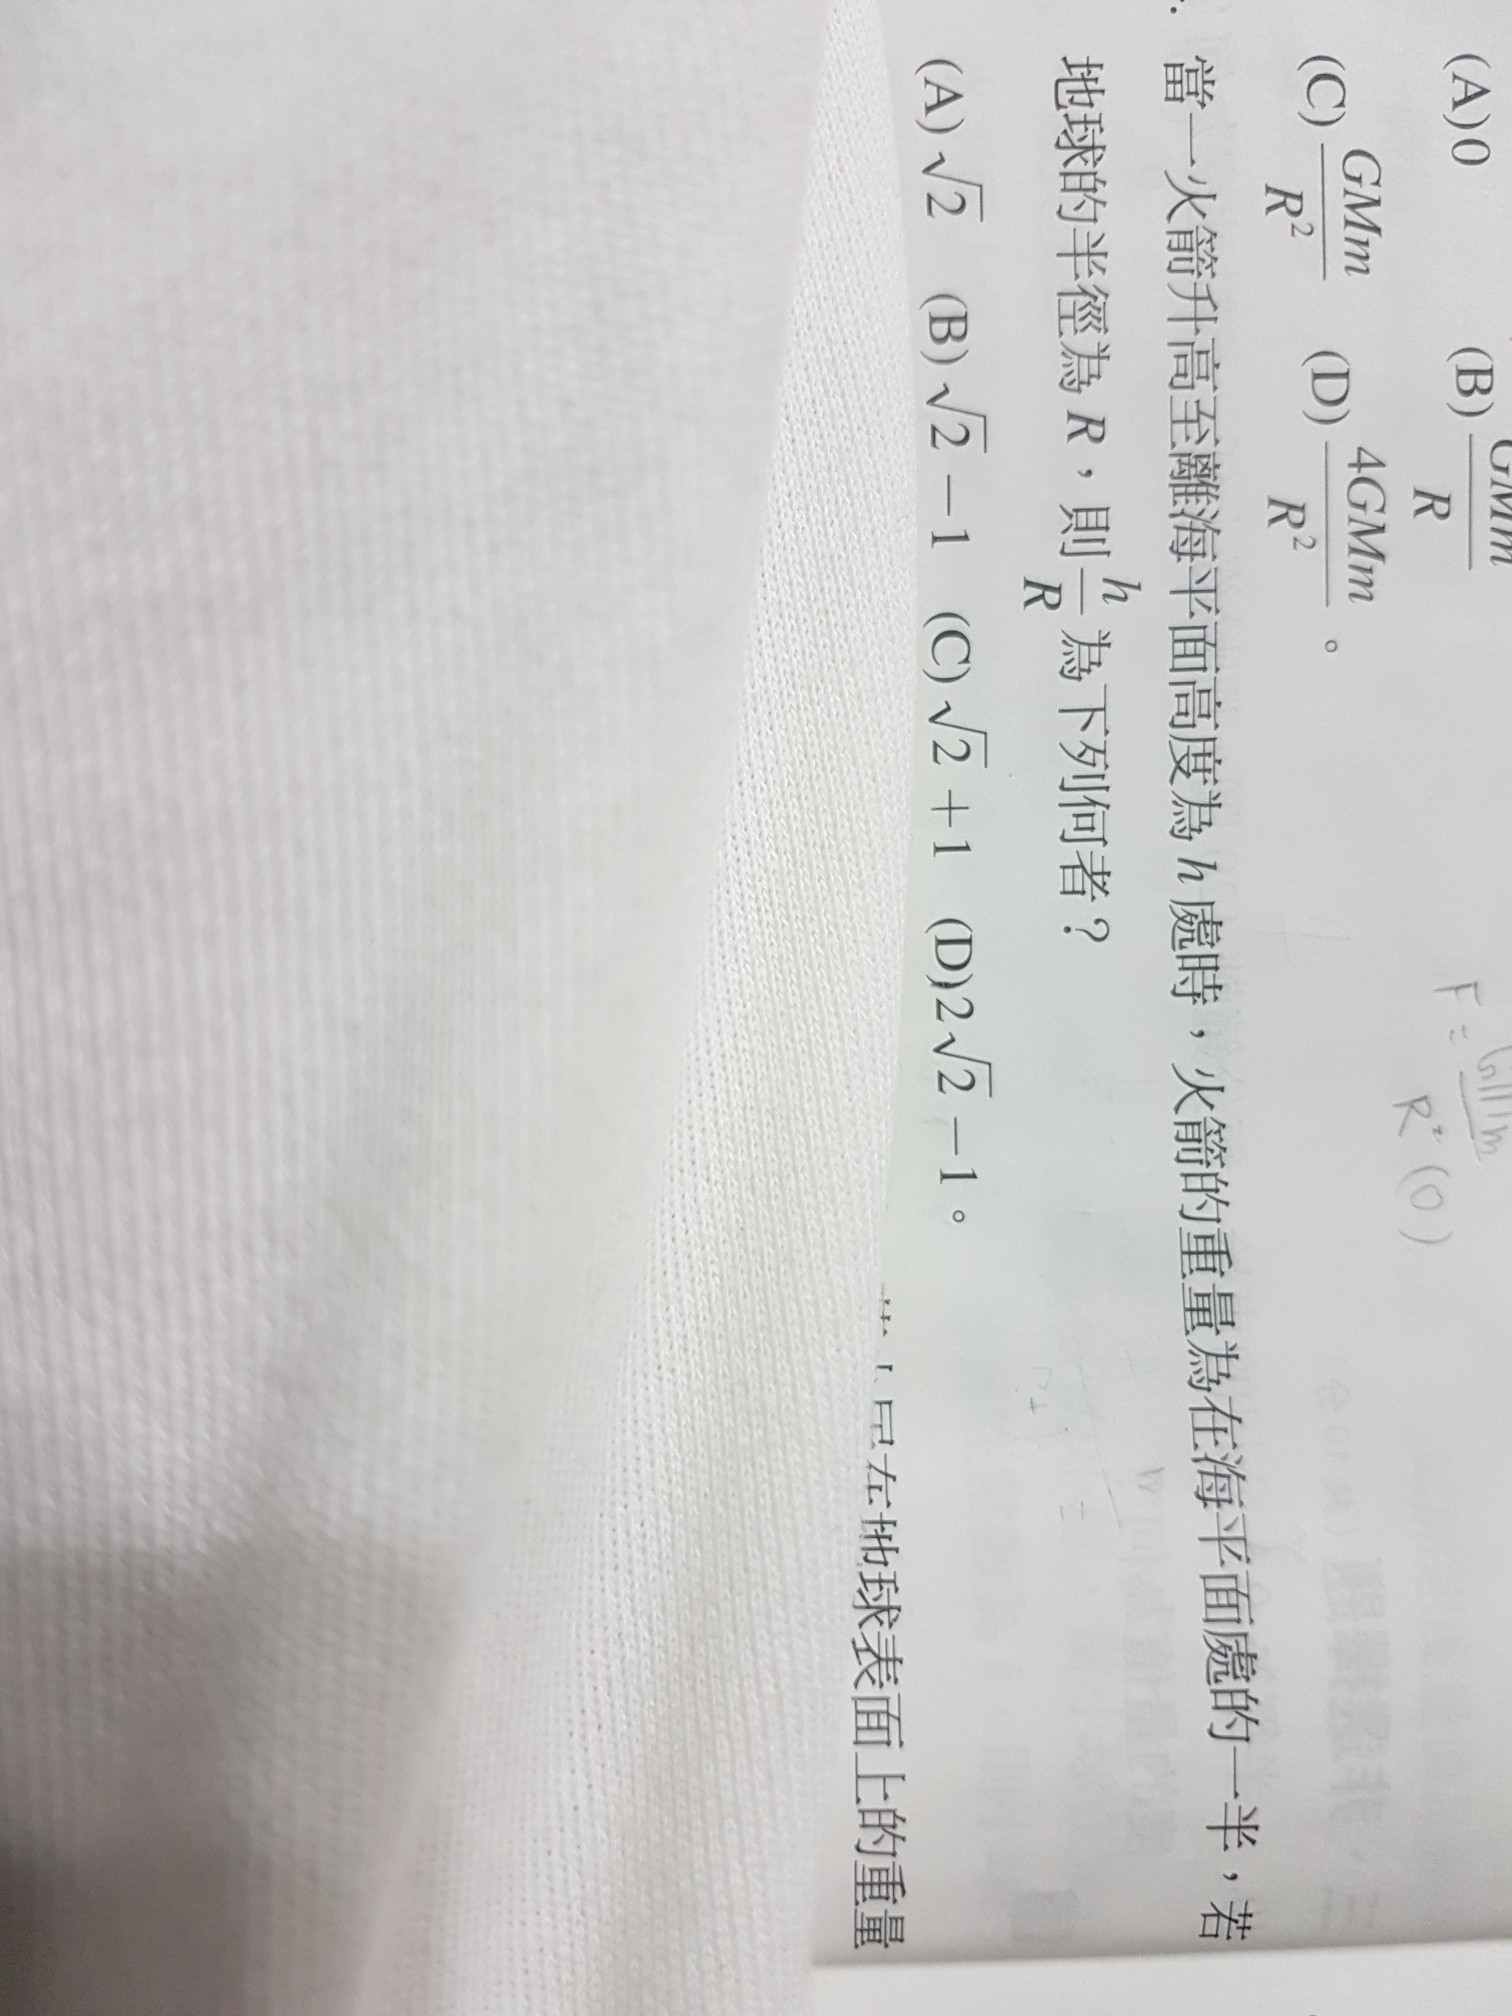 (A)0 (B) GMm/R
(C) GMm/R² (D) 4GMm/R² 。
F = GMm/R² (0)
當一火箭升高至離海平面高度為 h 處時，火箭的重量為在海平面處的一半，若
地球的半徑為 R，則 h/R 為下列何者？
(A)√2 (B)√2 −1 (C)√2 +1 (D)2√2 −1。
在地球表面上的重量